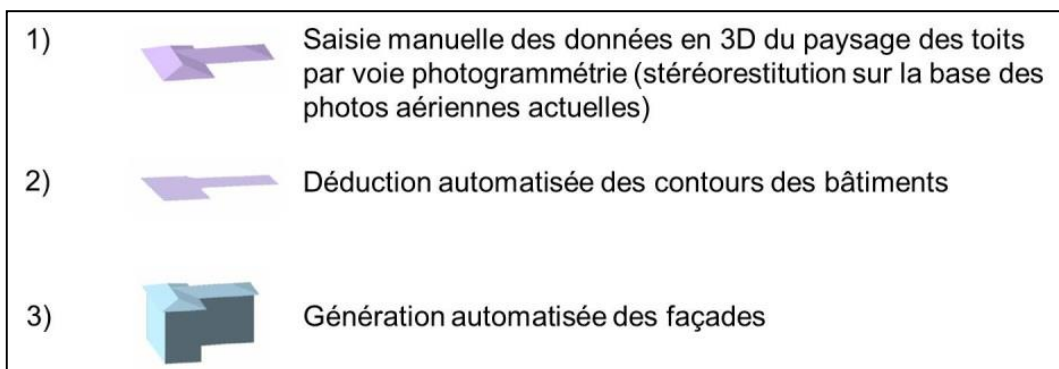 1) Saisie manuelle des données en 3D du paysage des toits
par voie photogrammétrie (stéréorestitution sur la base des
photos aériennes actuelles)
2) Déduction automatisée des contours des bâtiments
3) Génération automatisée des façades